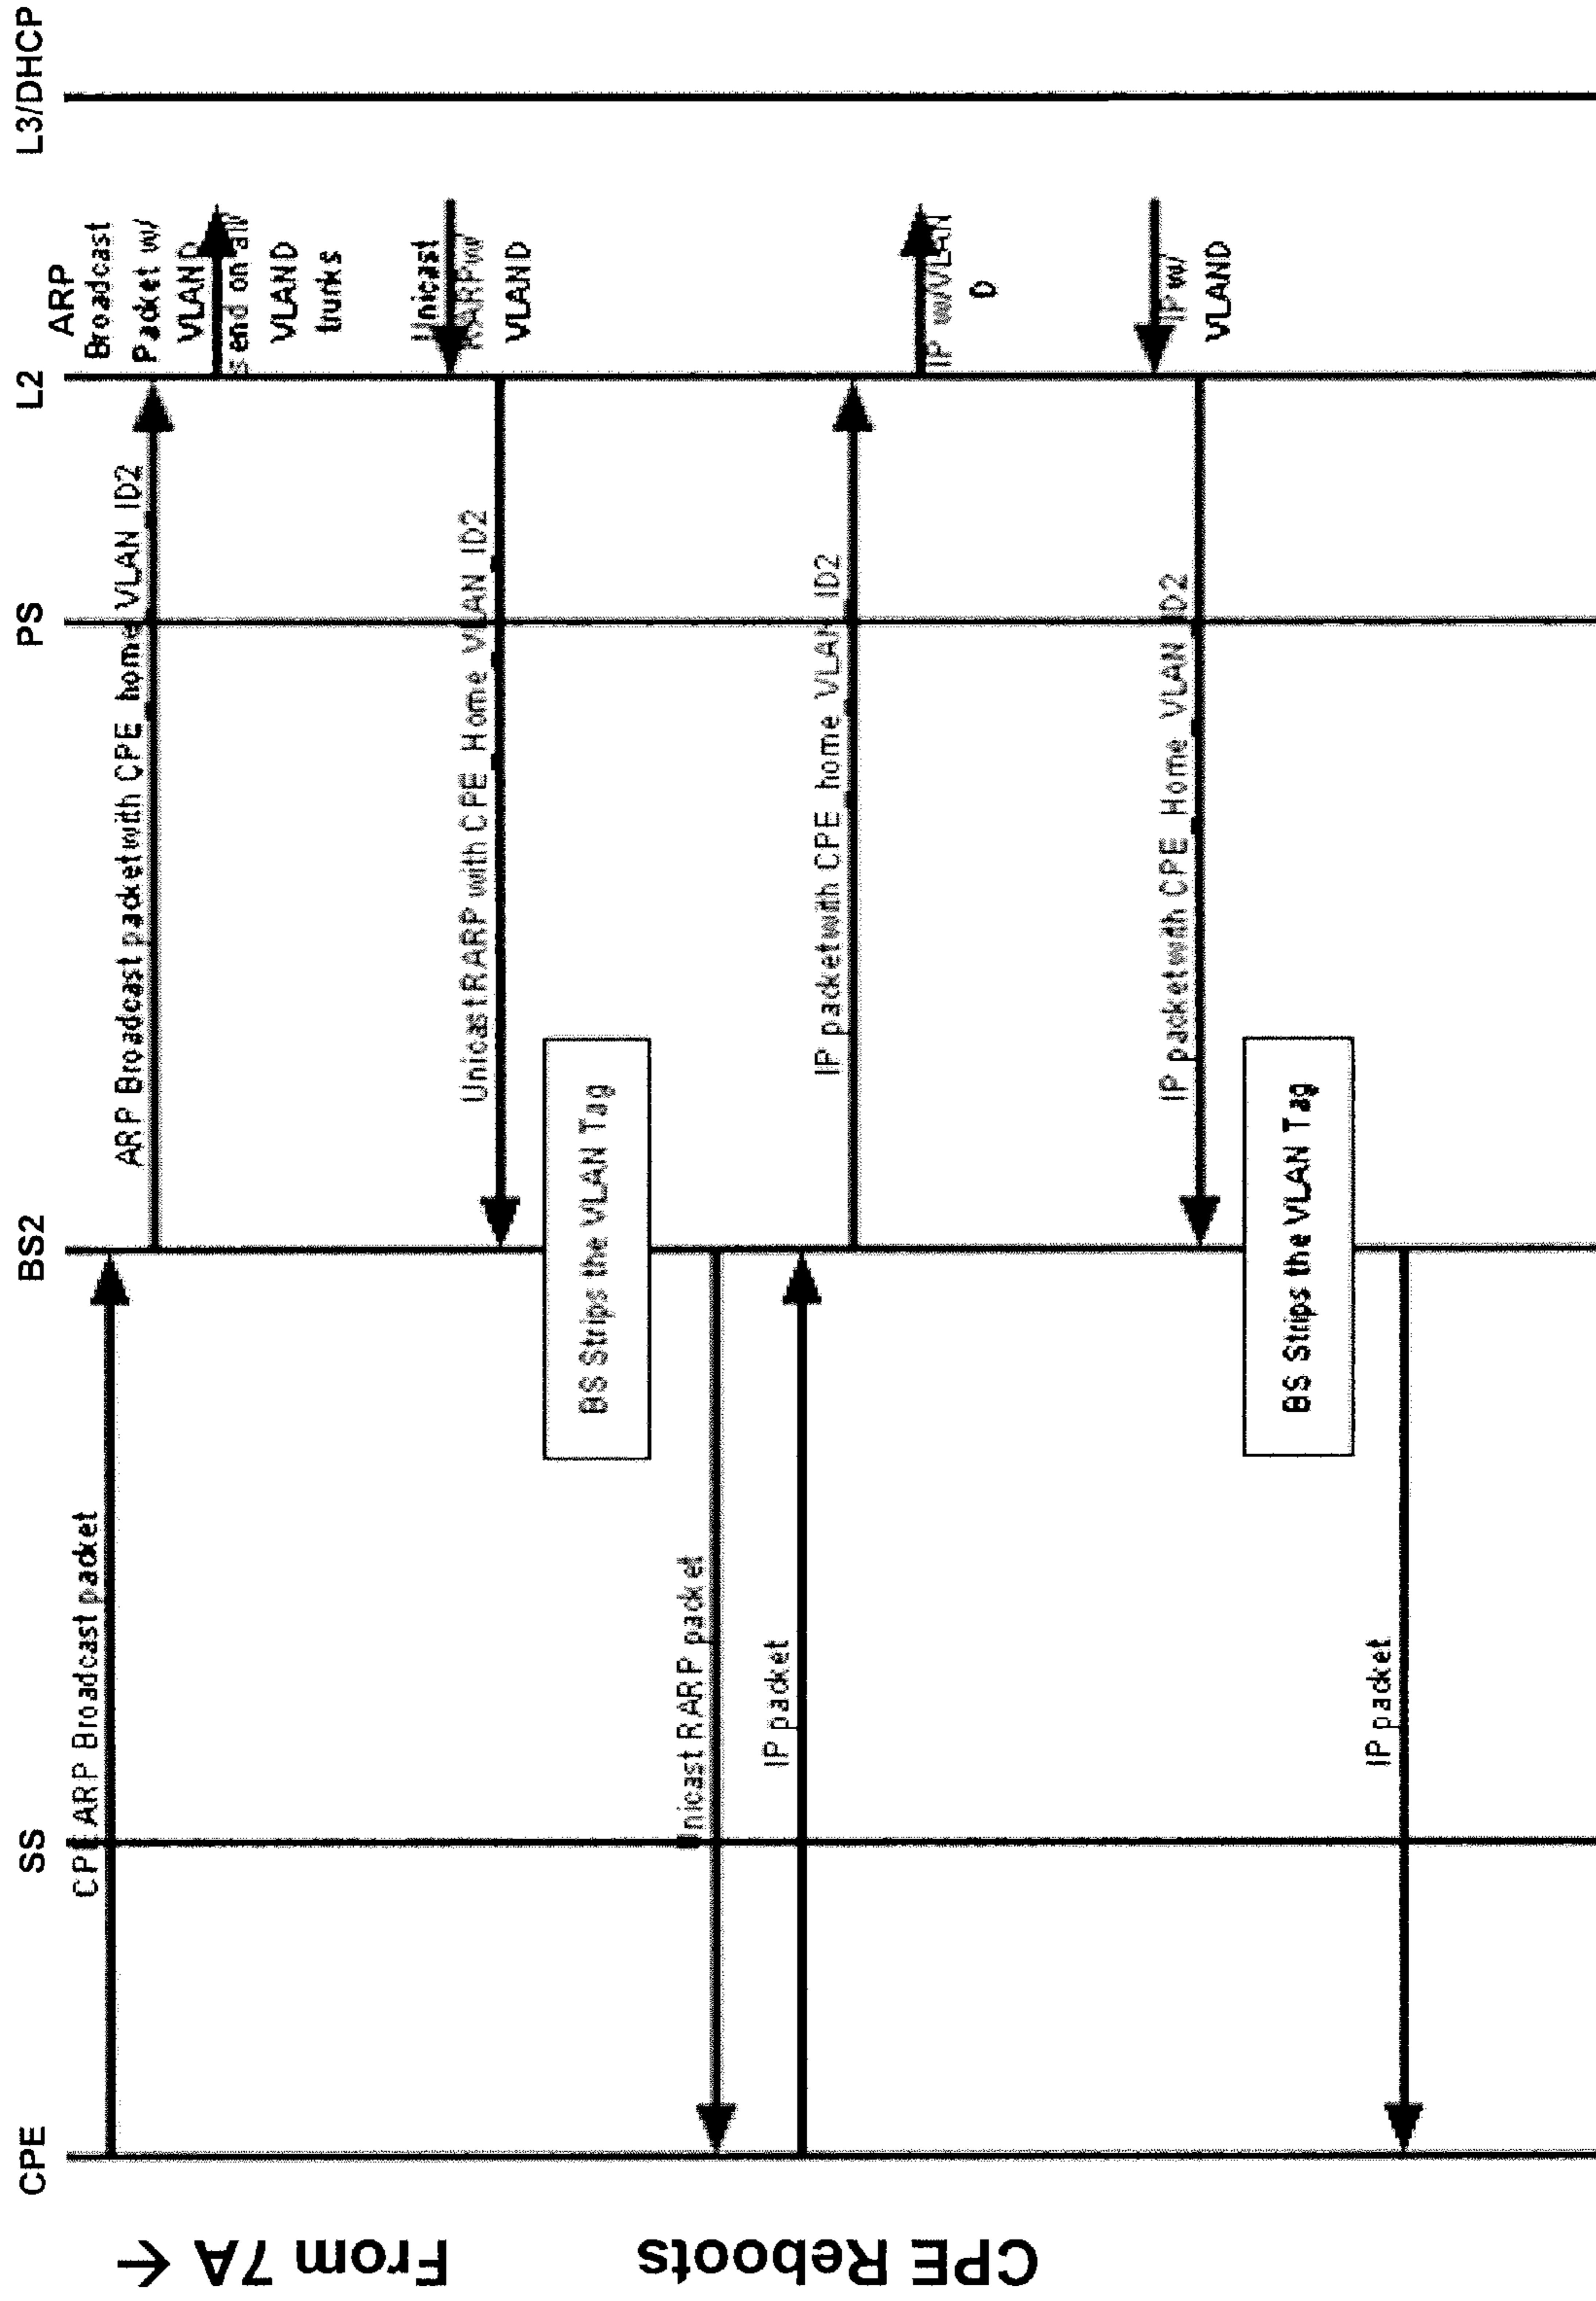 From 7A ←
CPE Reboots
CPE
SS
BS2
PS
L2
L3/DHCP
CPE ARP Broadcast packet
ARP Broadcast packet with CPE home VLAN ID2
ARP
Broadcast
Packet w/
VLAND
send on all
VLAND
trunks
Unicast
RARP w/
VLAND
Unicast RARP with CPE Home VLAN ID2
BS Strips the VLAN Tag
Unicast RARP packet
IP packet
IP packet with CPE home VLAN ID2
IP w/VLAN
D
IP w/
VLAND
IP packet with CPE Home VLAN ID2
BS Strips the VLAN Tag
IP packet